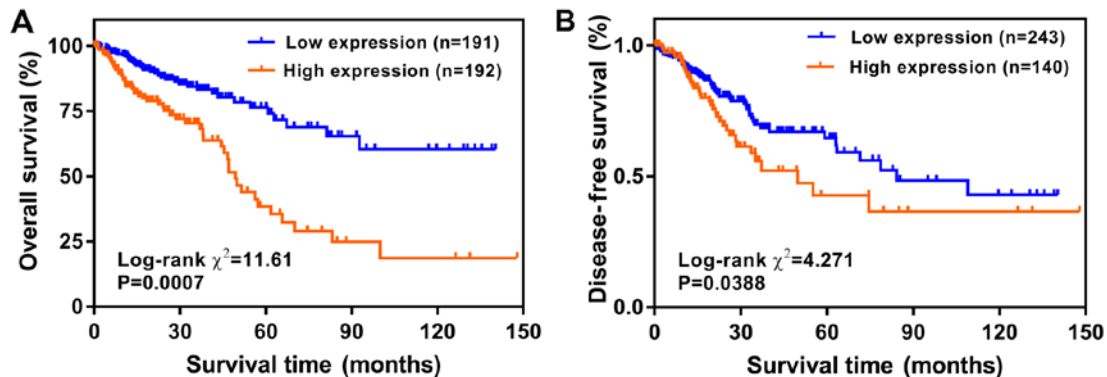 A
Overall survival (%)
100
75
50
25
0
Low expression (n=191)
High expression (n=192)
Log-rank χ²=11.61
P=0.0007
0 30 60 90 120 150
Survival time (months)
B
Disease-free survival (%)
1.0
0.5
0.0
Low expression (n=243)
High expression (n=140)
Log-rank χ²=4.271
P=0.0388
0 30 60 90 120 150
Survival time (months)